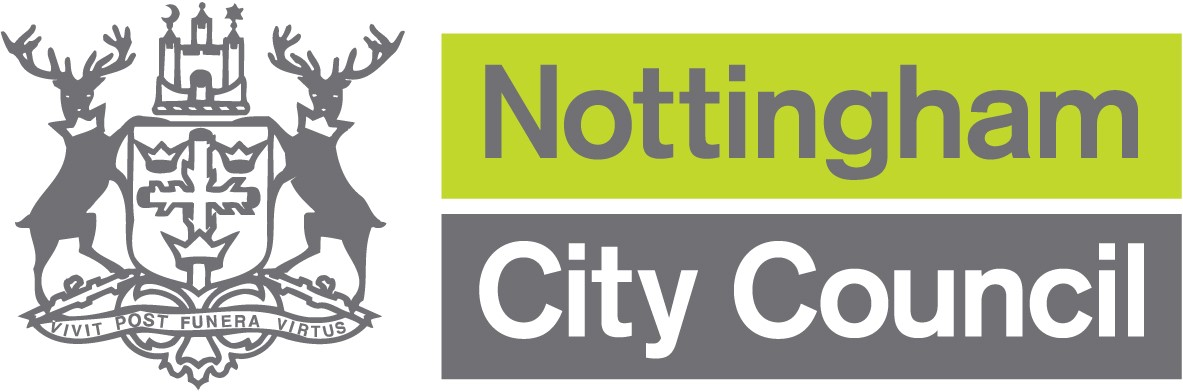 VIVIT POST FUNERA VIRTUS
Nottingham
City Council